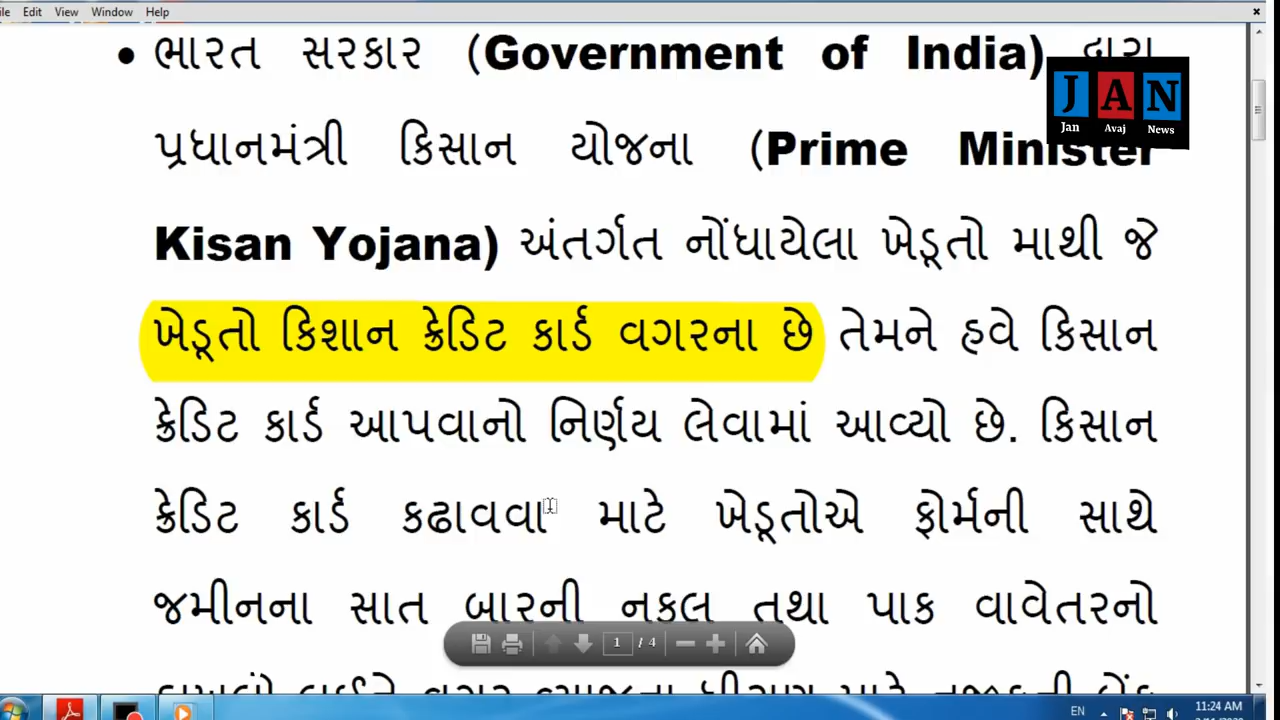 File Edit View Window Help
• ભારત સરકાર (Government of India) દ્વારા
JAN
Jan Avaj News
પ્રધાનમંત્રી કિસાન યોજના (Prime Minister
Kisan Yojana) અંતર્ગત નોંધાયેલા ખેડૂતો માથી જે
ખેડૂતો કિશાન ક્રેડિટ કાર્ડ વગરના છે તેમને હવે કિસાન
ક્રેડિટ કાર્ડ આપવાનો નિર્ણય લેવામાં આવ્યો છે. કિસાન
ક્રેડિટ કાર્ડ કઢાવવા માટે ખેડૂતોએ ફોર્મની સાથે
જમીનના સાત બારની નકલ તથા પાક વાવેતરનો
1 / 4
EN 11:24 AM